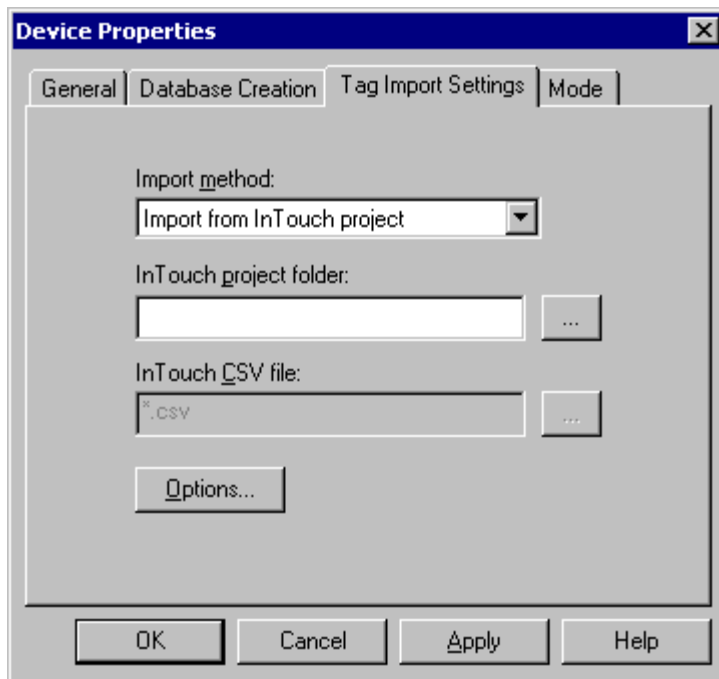 Device Properties
General Database Creation Tag Import Settings Mode
Import method:
Import from InTouch project
InTouch project folder:
...
InTouch CSV file:
*.csv ...
Options...
OK Cancel Apply Help